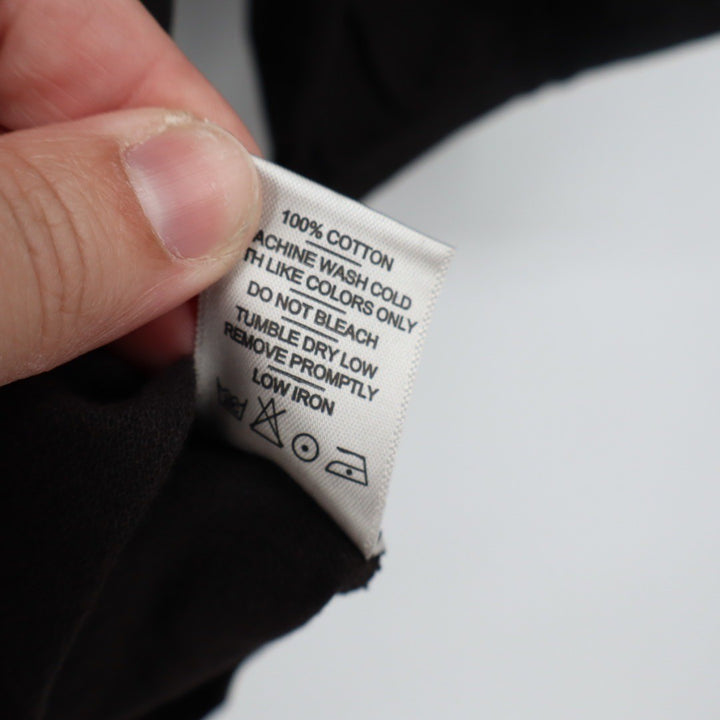 100% COTTON
ACHINE WASH COLD
TH LIKE COLORS ONLY
DO NOT BLEACH
TUMBLE DRY LOW
REMOVE PROMPTLY
LOW IRON